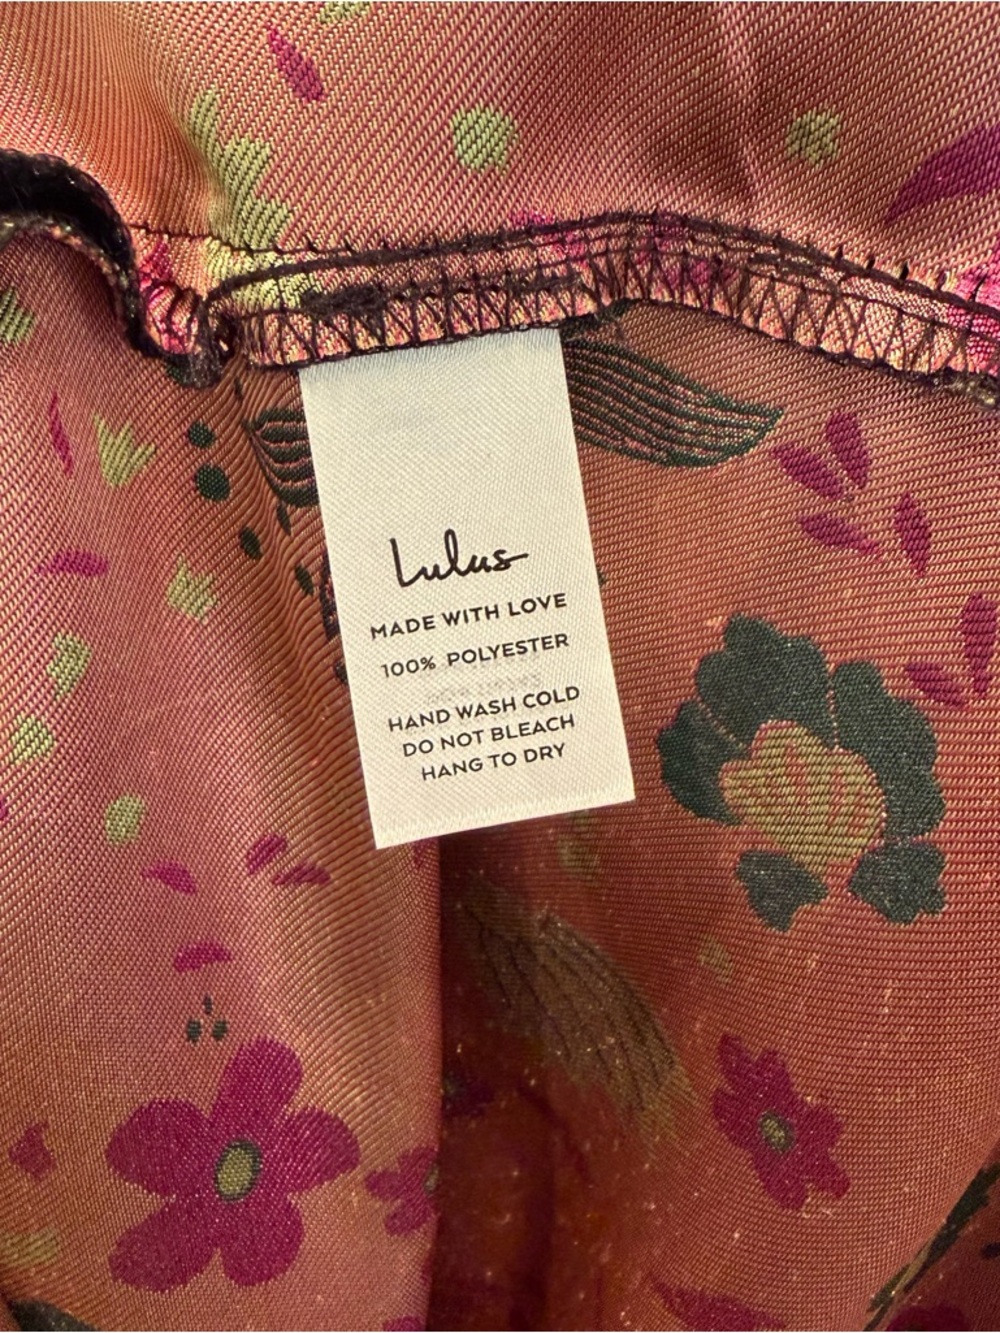 Lulus
MADE WITH LOVE
100% POLYESTER
HAND WASH COLD
DO NOT BLEACH
HANG TO DRY